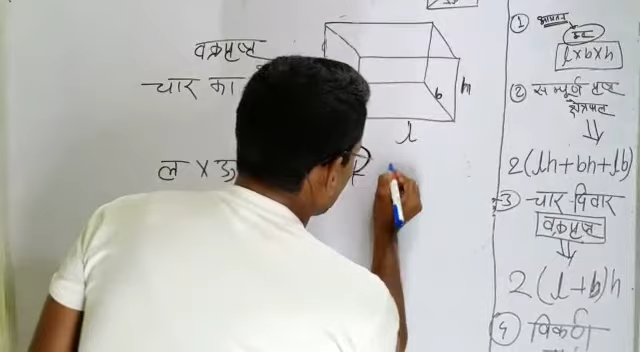 वक्रपृष्ठ
चार का
h
b
l
ल x ऊ
① आयतन
l×b×h
② सम्पूर्ण पृष्ठ
क्षेत्रफल
⇓
2(lh+bh+lb)
③ चार दिवार
वक्रपृष्ठ
⇓
2(l+b)h
④ विकर्ण